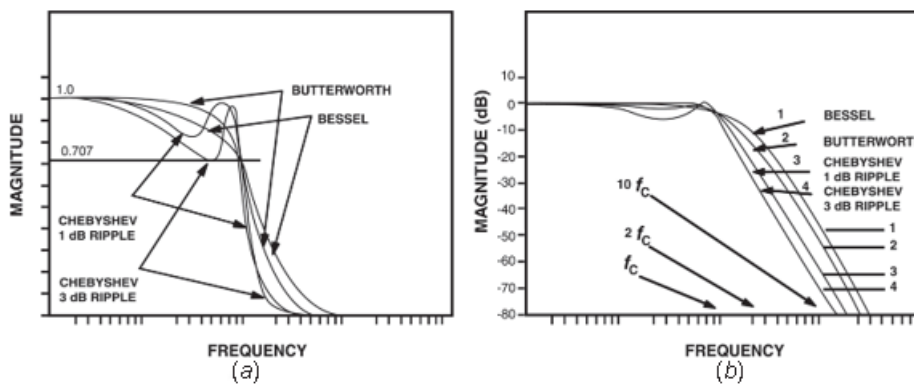 1.0
0.707
MAGNITUDE
BUTTERWORTH
BESSEL
CHEBYSHEV
1 dB RIPPLE
CHEBYSHEV
3 dB RIPPLE
FREQUENCY
(a)
MAGNITUDE (dB)
10
0
-10
-20
-30
-40
-50
-60
-70
-80
1
BESSEL
2
BUTTERWORT
3
CHEBYSHEV
1 dB RIPPLE
4
CHEBYSHEV
3 dB RIPPLE
10 fC
2 fC
fC
1
2
3
4
FREQUENCY
(b)